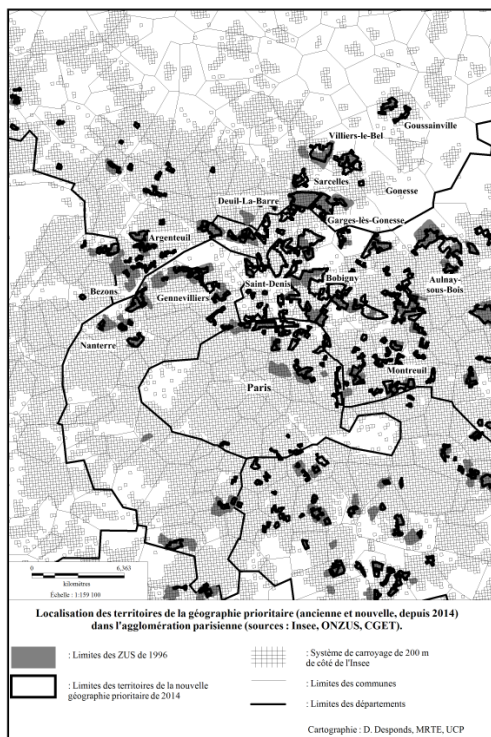 Goussainville
Villiers-le-Bel
Sarcelles
Gonesse
Deuil-La-Barre
Garges-lès-Gonesse
Argenteuil
Saint-Denis
Bobigny
Aulnay-
sous-Bois
Bezons
Gennevilliers
Nanterre
Montreuil
Paris
0
6,363
kilomètres
Échelle : 1:159 100
Localisation des territoires de la géographie prioritaire (ancienne et nouvelle, depuis 2014)
dans l'agglomération parisienne (sources : Insee, ONZUS, CGET).
: Limites des ZUS de 1996
: Système de carroyage de 200 m
de côté de l'Insee
: Limites des territoires de la nouvelle
géographie prioritaire de 2014
: Limites des communes
: Limites des départements
Cartographie : D. Desponds, MRTE, UCP